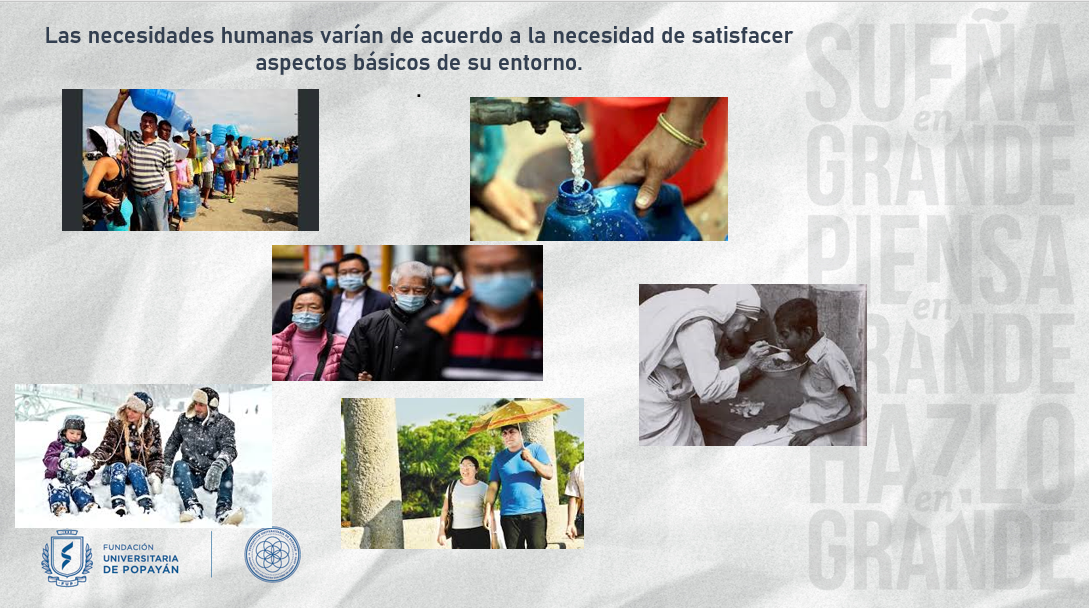 Las necesidades humanas varían de acuerdo a la necesidad de satisfacer
aspectos básicos de su entorno.
.
SUEÑA
en
GRANDE
PIENSA
en
GRANDE
HAZLO
en
GRANDE
FUNDACIÓN
UNIVERSITARIA
DE POPAYÁN